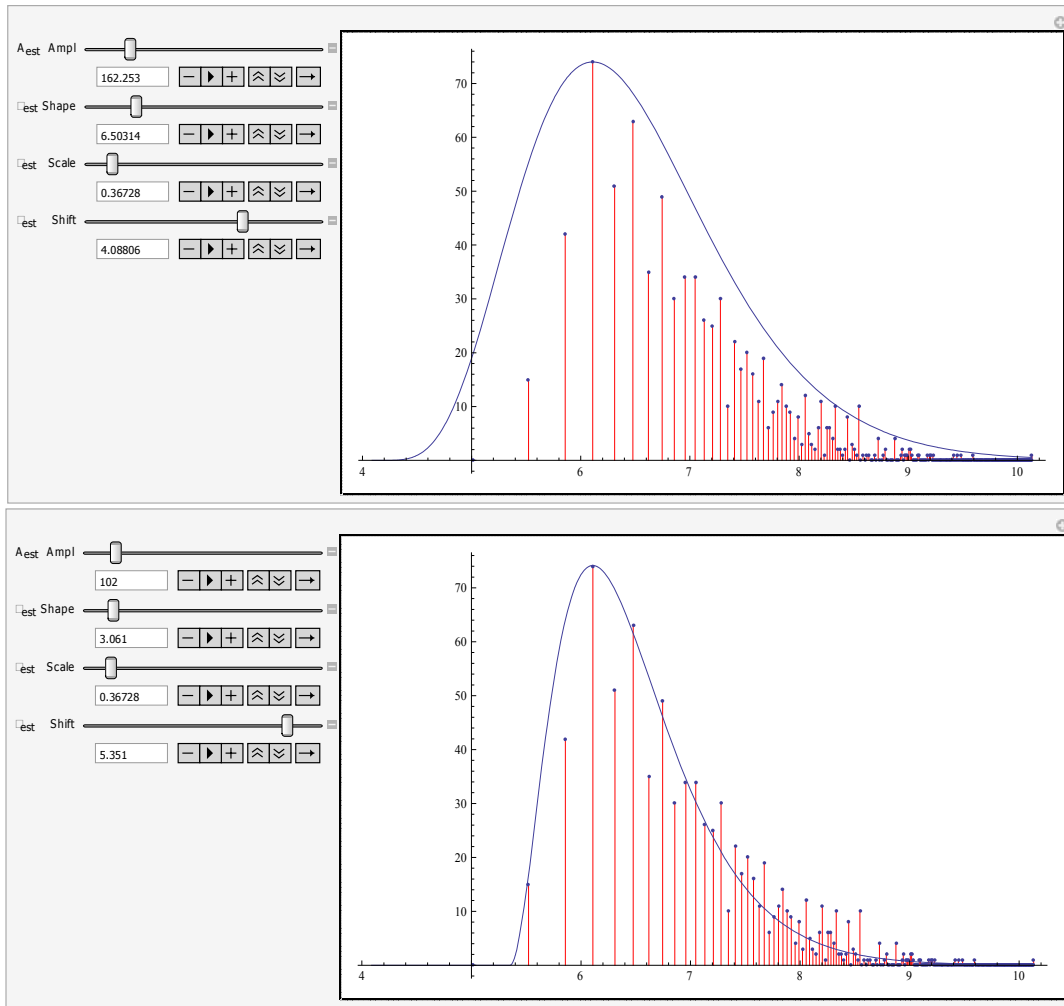 Aest Ampl
162.253
est Shape
6.50314
est Scale
0.36728
est Shift
4.08806
70
60
50
40
30
20
10
4 6 7 8 9 10
Aest Ampl
102
est Shape
3.061
est Scale
0.36728
est Shift
5.351
70
60
50
40
30
20
10
4 6 7 8 9 10